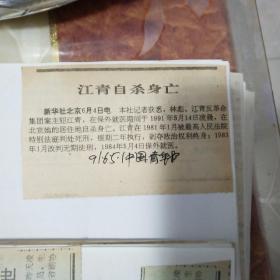 江青自杀身亡
新华社北京6月4日电 本社记者获悉，林彪、江青反革命
集团案主犯江青，在保外就医期间于1991年5月14日凌晨，在
北京她的居住地自杀身亡。江青在1981年1月被最高人民法院
特别法庭判处死刑，缓期二年执行，剥夺政治权利终身；1983
年1月改判无期徒刑，1984年5月4日保外就医。
91.6.5.《中国青年报》
电